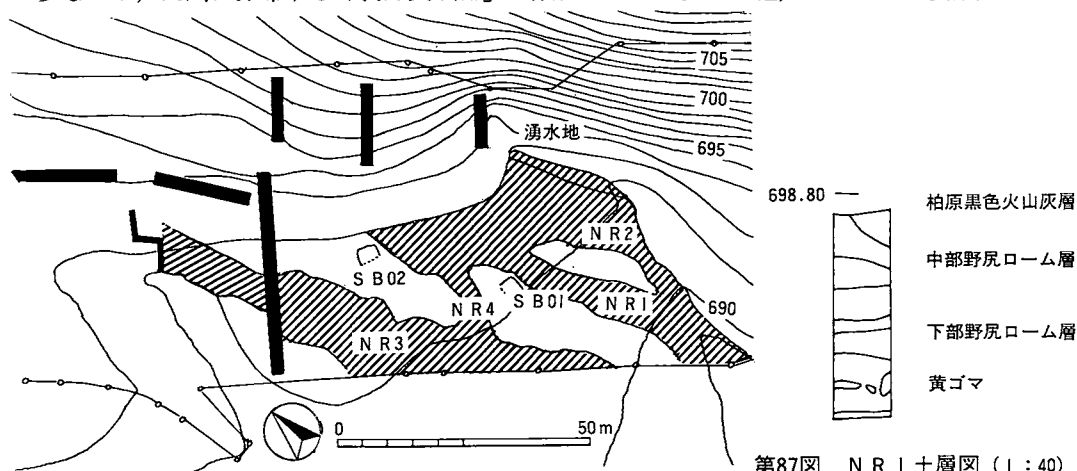 705
700
湧水地
695
698.80
柏原黒色火山灰層
NR2
中部野尻ローム層
SB02
SB01
NR1
NR4
690
下部野尻ローム層
NR3
黄ゴマ
0 50m
第87図 NR1土層図(1:40)